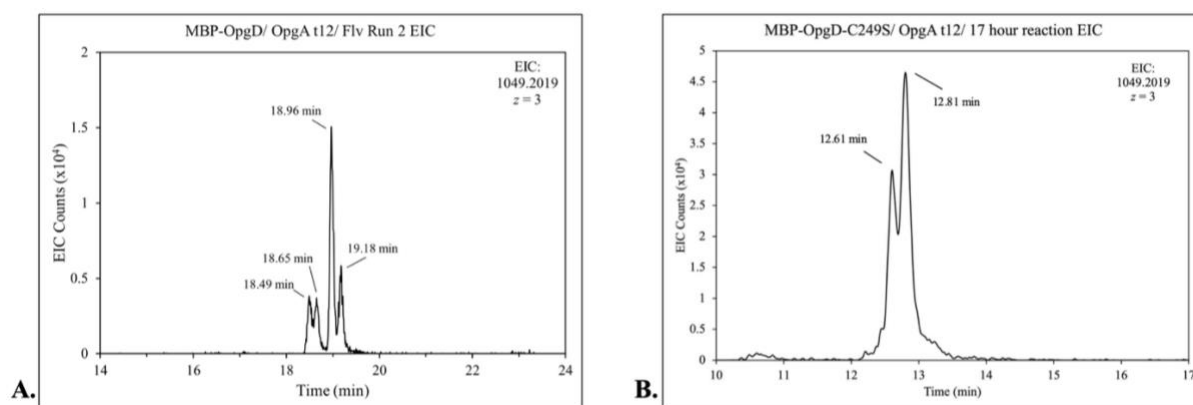 MBP-OpgD/ OpgA t12/ Flv Run 2 EIC
EIC:
1049.2019
z = 3
18.96 min
18.65 min
18.49 min
19.18 min
EIC Counts (x10⁴)
2
1.5
1
0.5
0
14
16
18
20
22
24
Time (min)
A.
MBP-OpgD-C249S/ OpgA t12/ 17 hour reaction EIC
EIC:
1049.2019
z = 3
12.81 min
12.61 min
EIC Counts (x10⁴)
5
4.5
4
3.5
3
2.5
2
1.5
1
0.5
0
10
11
12
13
14
15
16
17
Time (min)
B.